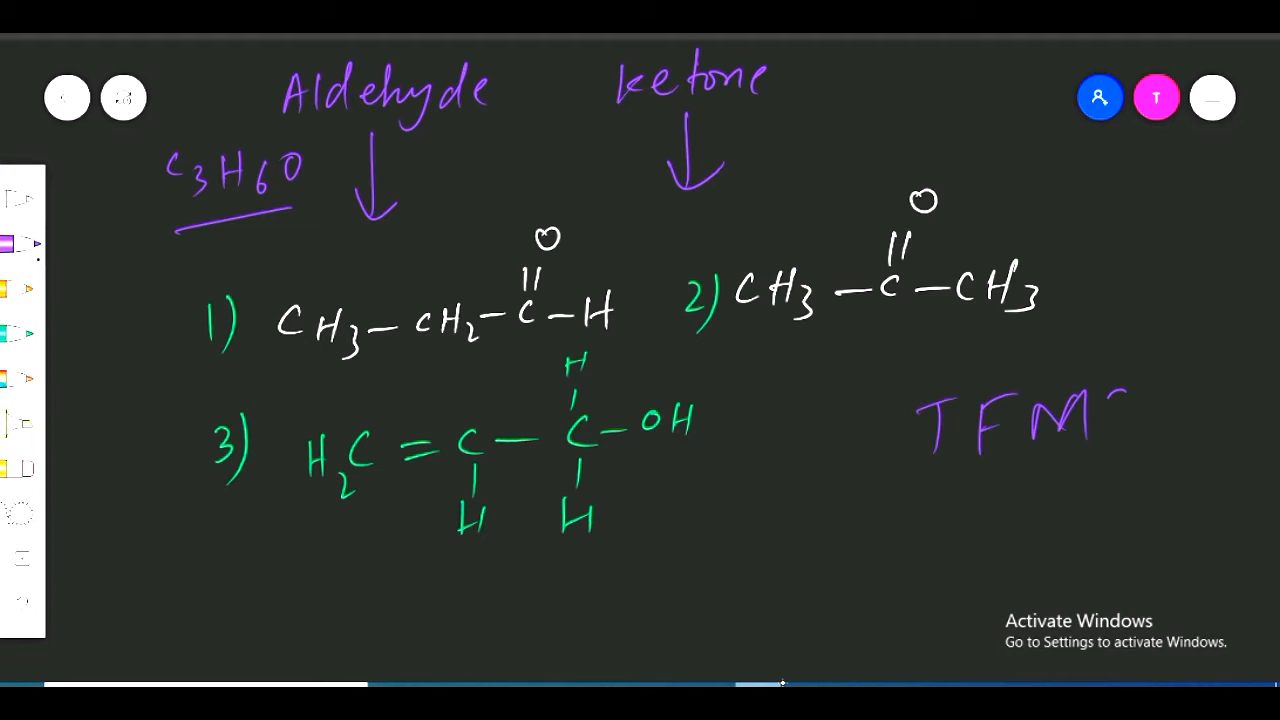 Aldehyde ketone
C3H6O
O
O
||
||
1) CH3—CH2—C—H
2) CH3—C—CH3
H
|
3) H2C=C—C—OH
|
|
H
H
TFM
T
Activate Windows
Go to Settings to activate Windows.